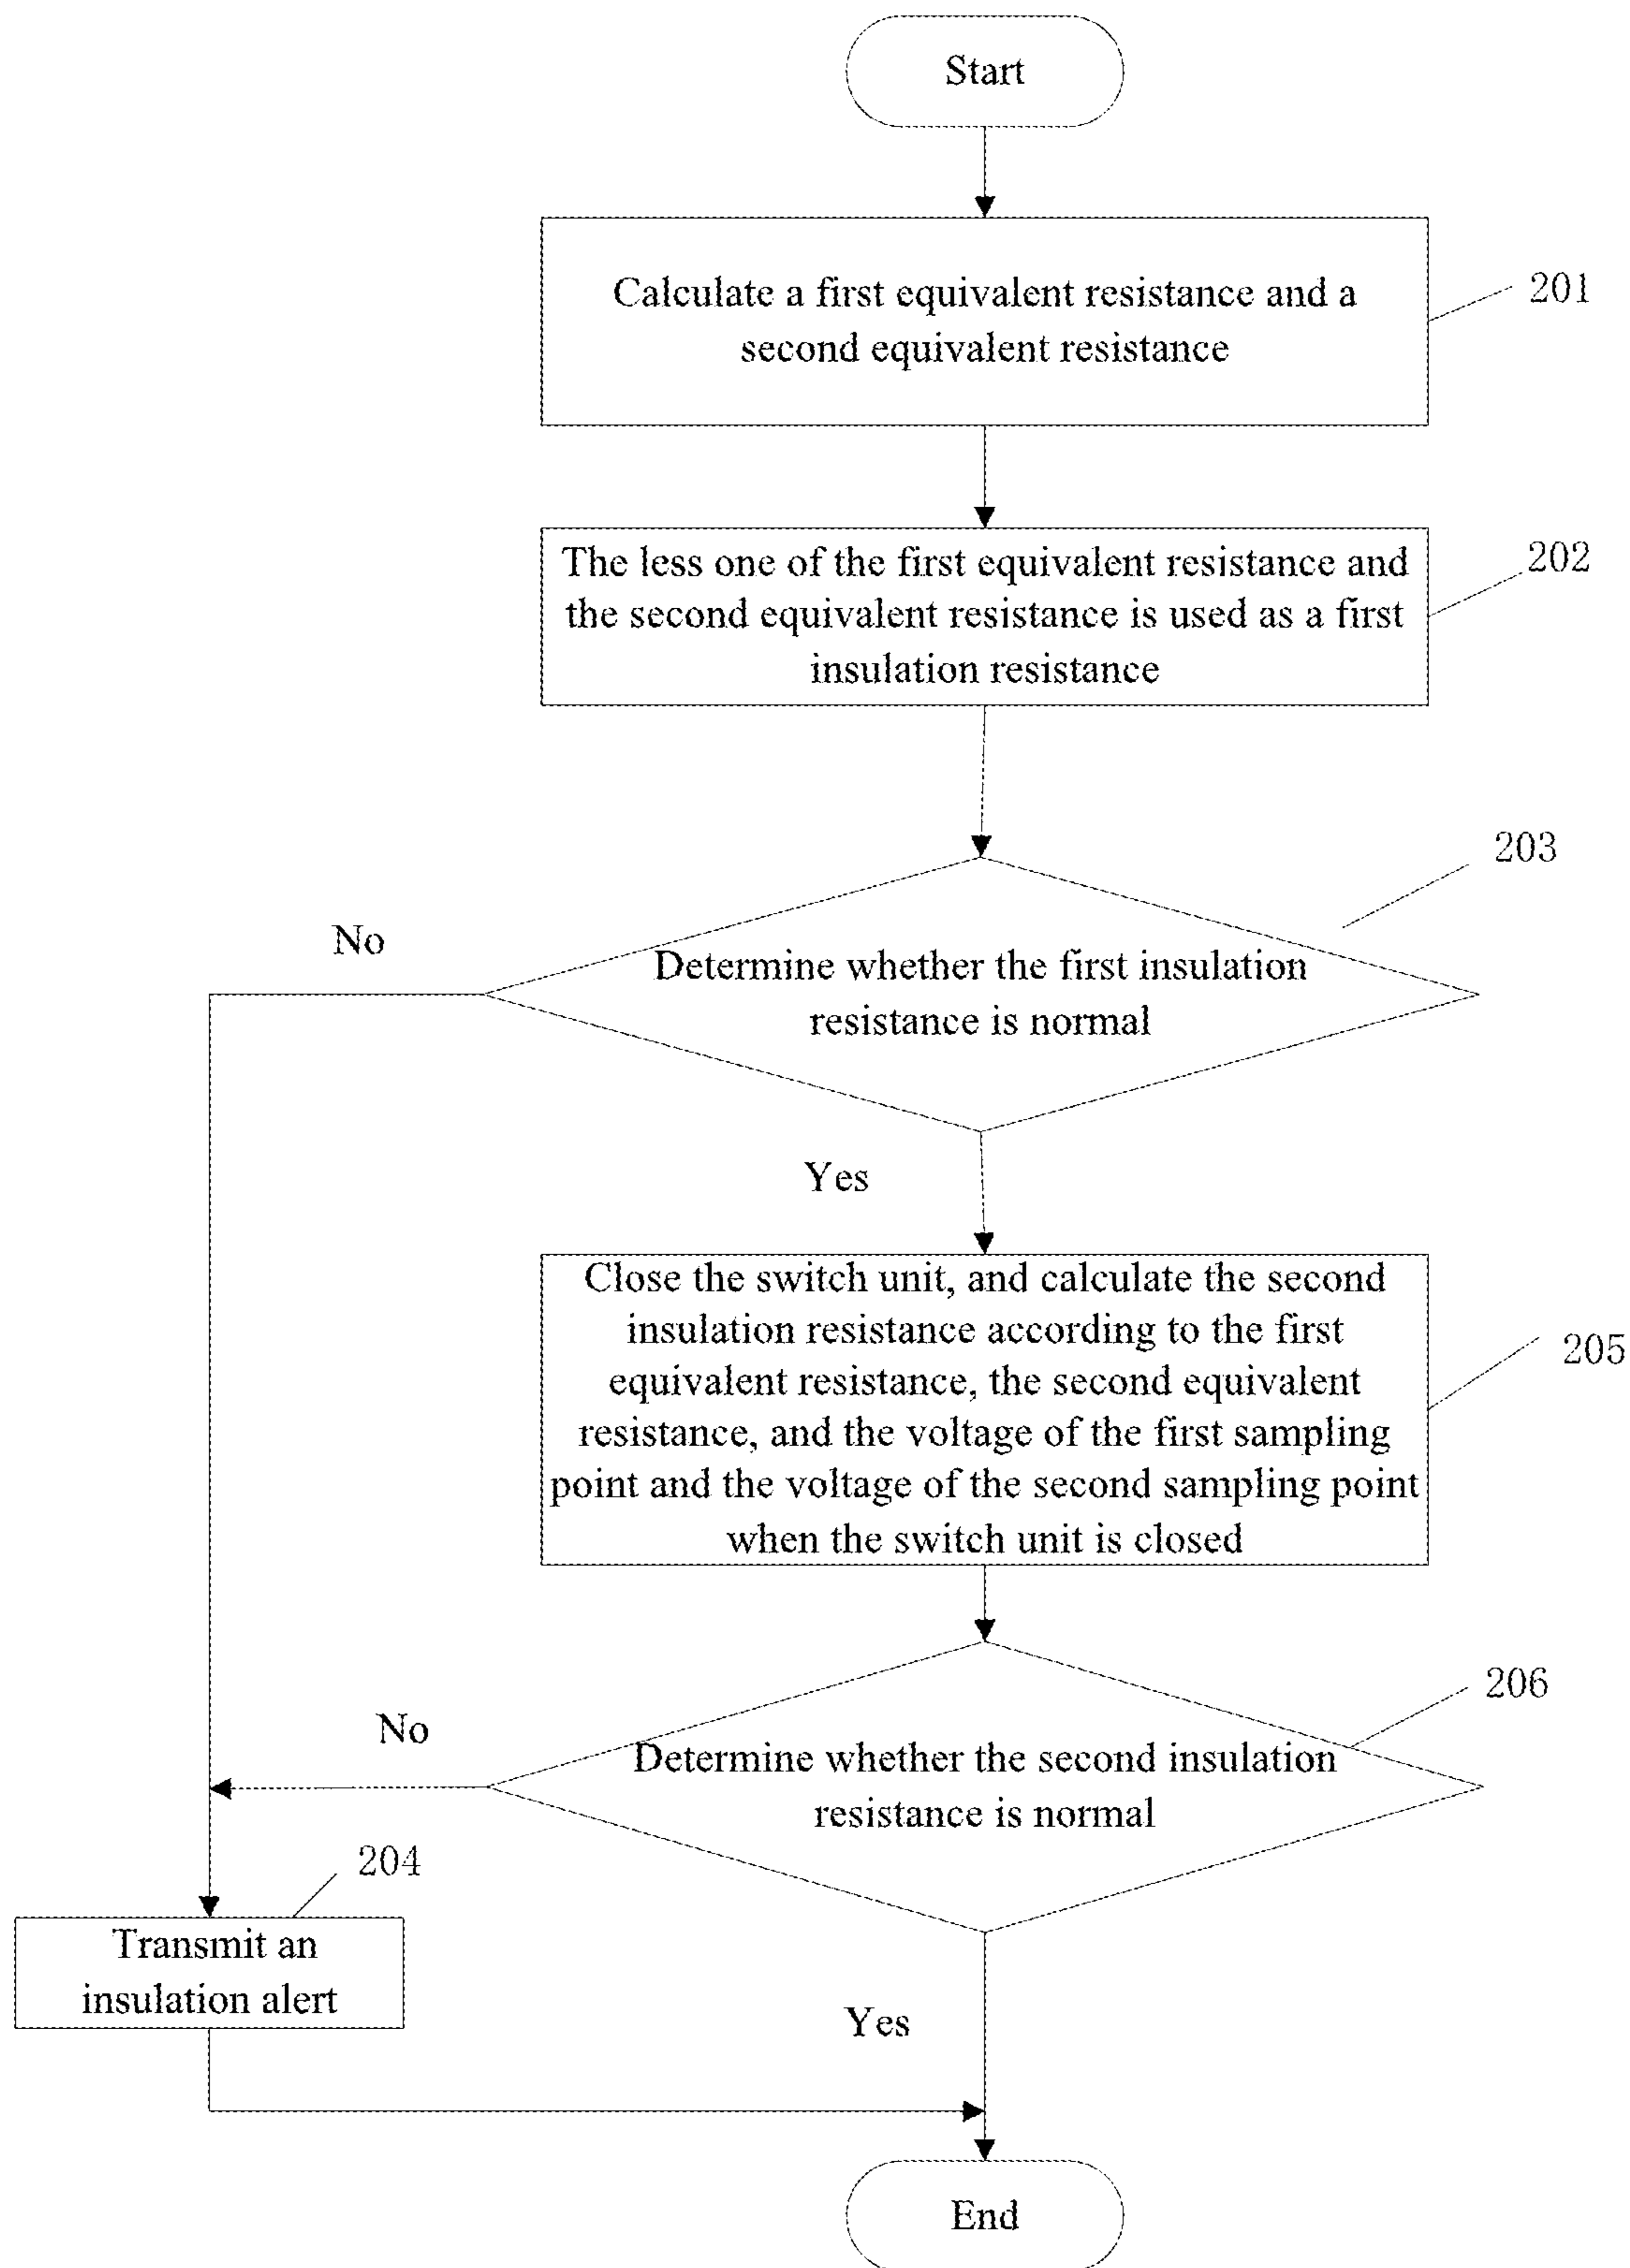 Start
Calculate a first equivalent resistance and a
second equivalent resistance
201
The less one of the first equivalent resistance and
the second equivalent resistance is used as a first
insulation resistance
202
203
No
Determine whether the first insulation
resistance is normal
Yes
Close the switch unit, and calculate the second
insulation resistance according to the first
equivalent resistance, the second equivalent
resistance, and the voltage of the first sampling
point and the voltage of the second sampling point
when the switch unit is closed
205
206
No
Determine whether the second insulation
resistance is normal
204
Transmit an
insulation alert
Yes
End